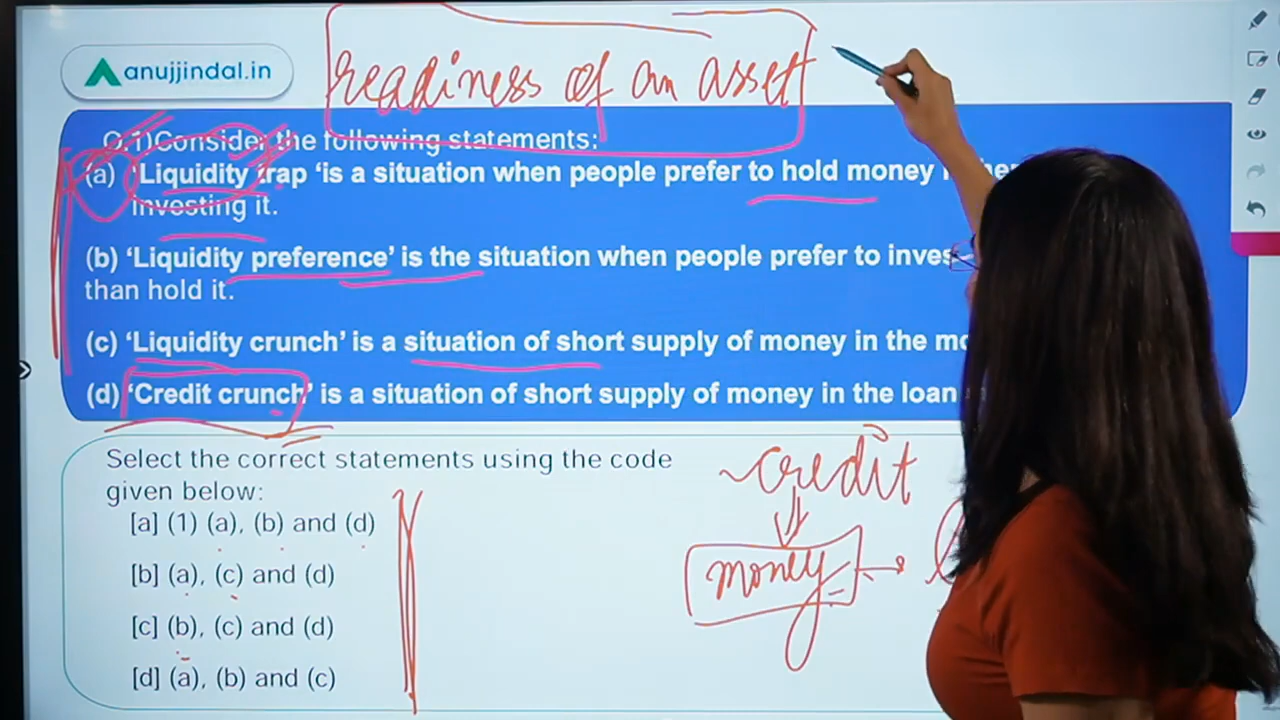 readiness of an asset
anujjindal.in
Q.1)Consider the following statements:
(a) ‘Liquidity trap ‘is a situation when people prefer to hold money
investing it.
(b) ‘Liquidity preference’ is the situation when people prefer to
than hold it.
(c) ‘Liquidity crunch’ is a situation of short supply of money in the
(d) ‘Credit crunch’ is a situation of short supply of money in the loan
Select the correct statements using the code
given below:
[a] (1) (a), (b) and (d)
[b] (a), (c) and (d)
[c] (b), (c) and (d)
[d] (a), (b) and (c)
credit
money